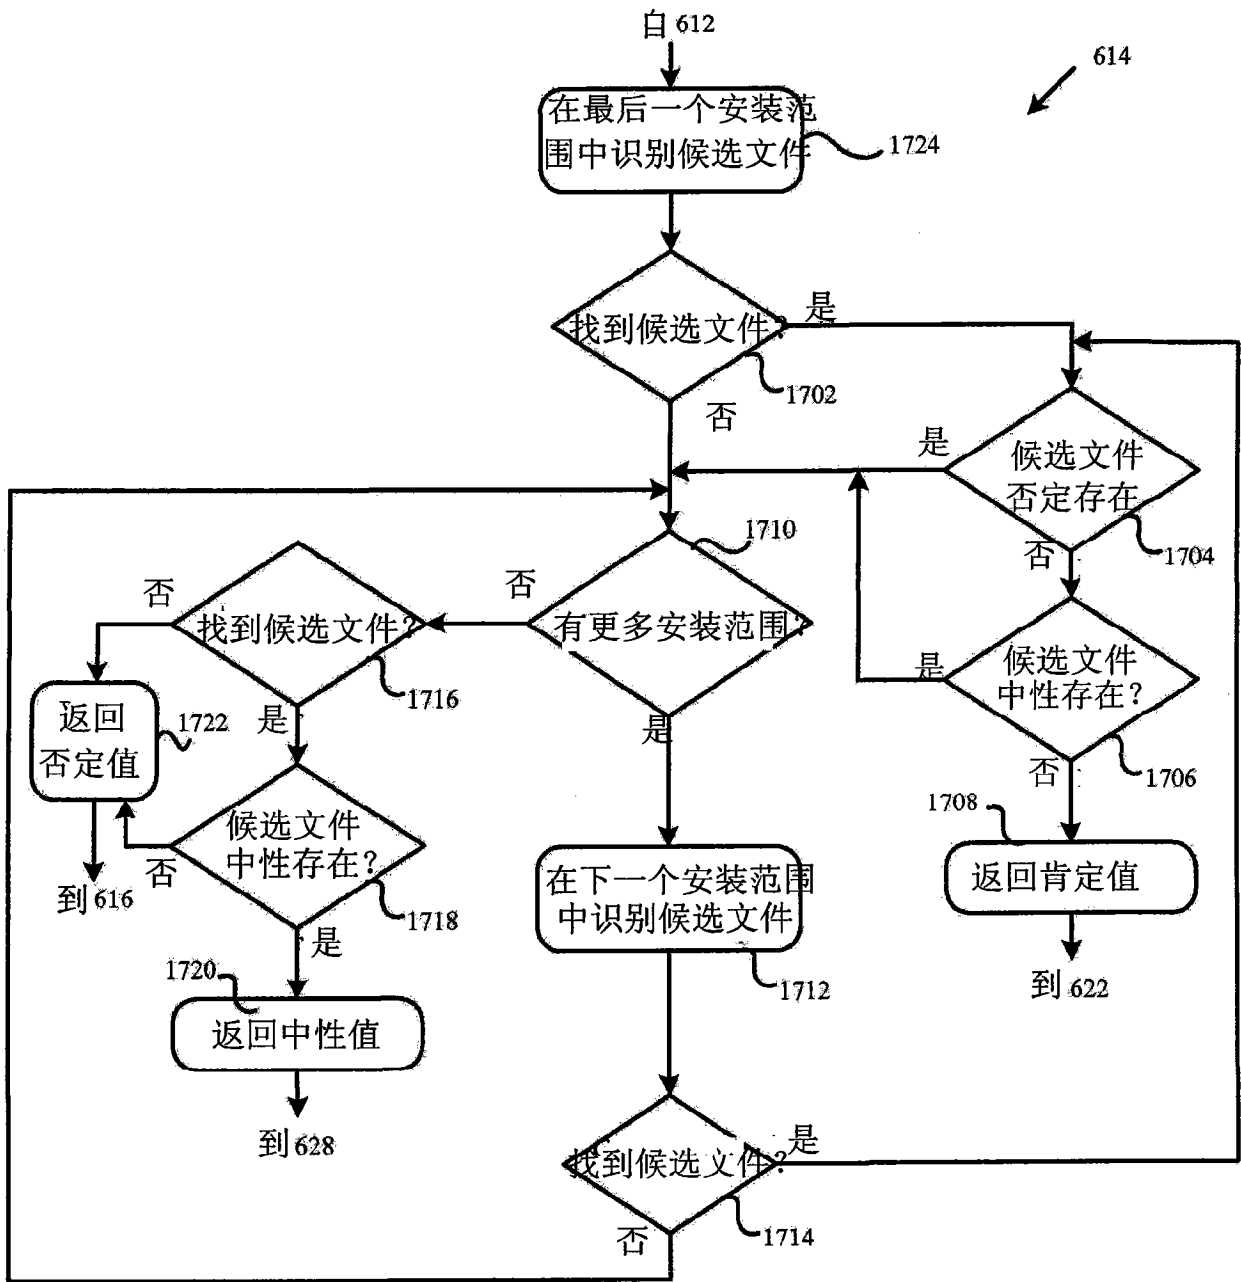 白 612
614
在最后一个安装范
围中识别候选文件
1724
找到候选文件?
是
1702
否
是
候选文件
否定存在
1704
否
1710
有更多安装范围?
否
是
找到候选文件?
否
1716
是
返回
否定值
1722
候选文件
中性存在?
是
1706
否
1708
返回肯定值
到 622
候选文件
中性存在?
否
1718
是
到 616
在下一个安装范围
中识别候选文件
1712
1720
返回中性值
到 628
找到候选文件?
是
1714
否